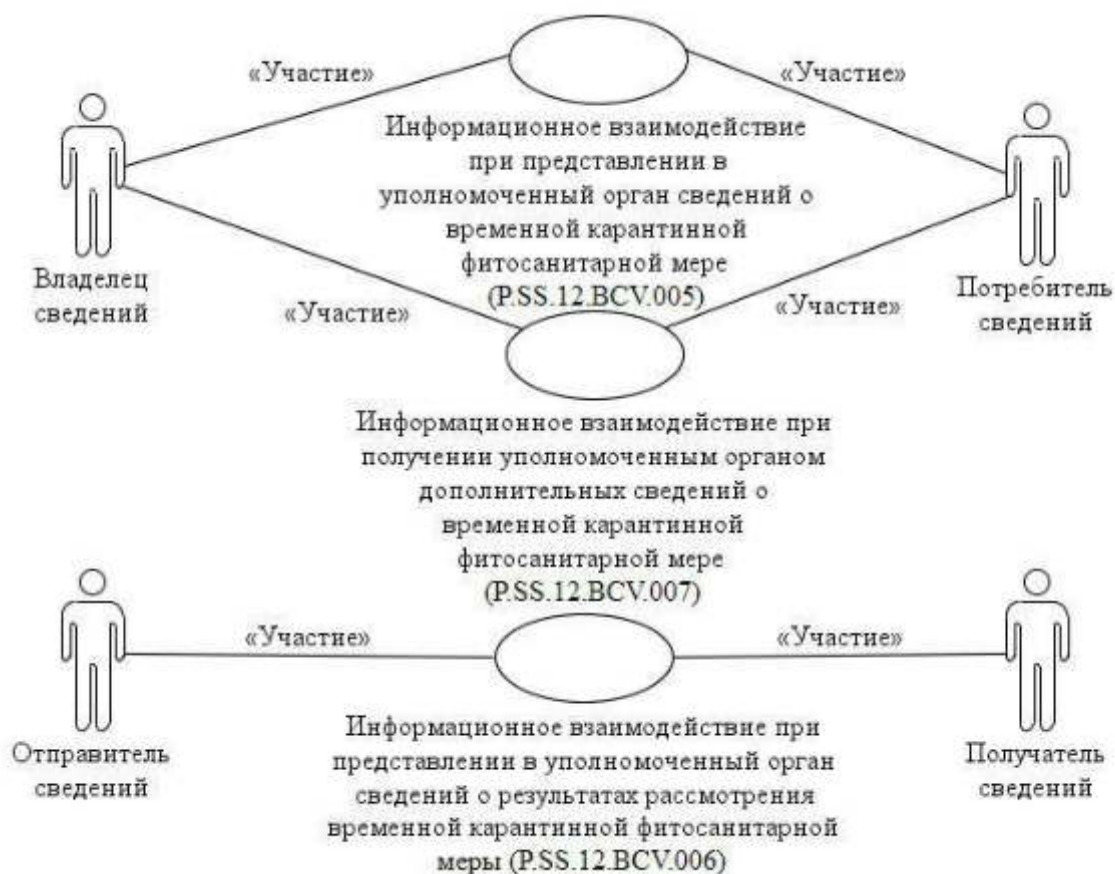 «Участие»
«Участие»
Информационное взаимодействие
при представлении в
уполномоченный орган сведений о
временной карантинной
фитосанитарной мере
(P.SS.12.BCV.005)
Владелец
сведений
Потребитель
сведений
«Участие»
«Участие»
Информационное взаимодействие при
получении уполномоченным органом
дополнительных сведений о
временной карантинной
фитосанитарной мере
(P.SS.12.BCV.007)
«Участие»
«Участие»
Отправитель
сведений
Получатель
сведений
Информационное взаимодействие при
представлении в уполномоченный орган
сведений о результатах рассмотрения
временной карантинной фитосанитарной
меры (P.SS.12.BCV.006)